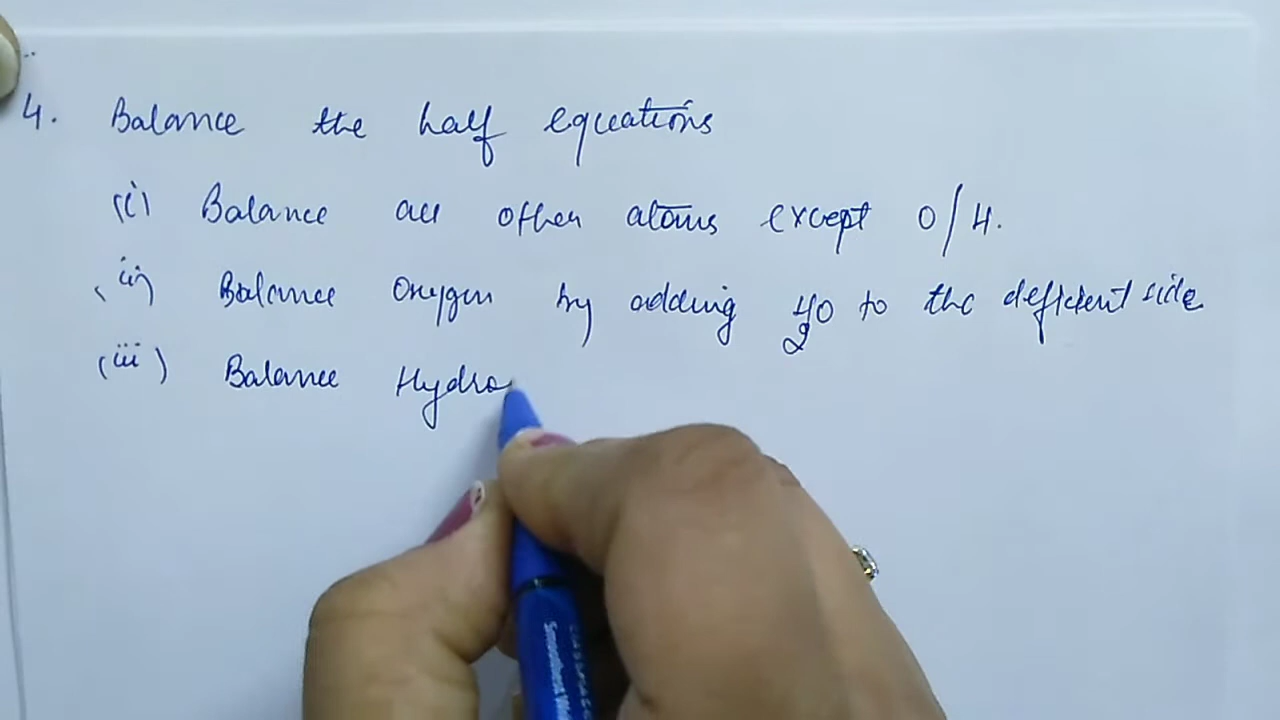 4. Balance the half equations
(i) Balance all other atoms except O/H.
(ii) Balance Oxygen by adding H2O to the deficient side
(iii) Balance Hydro